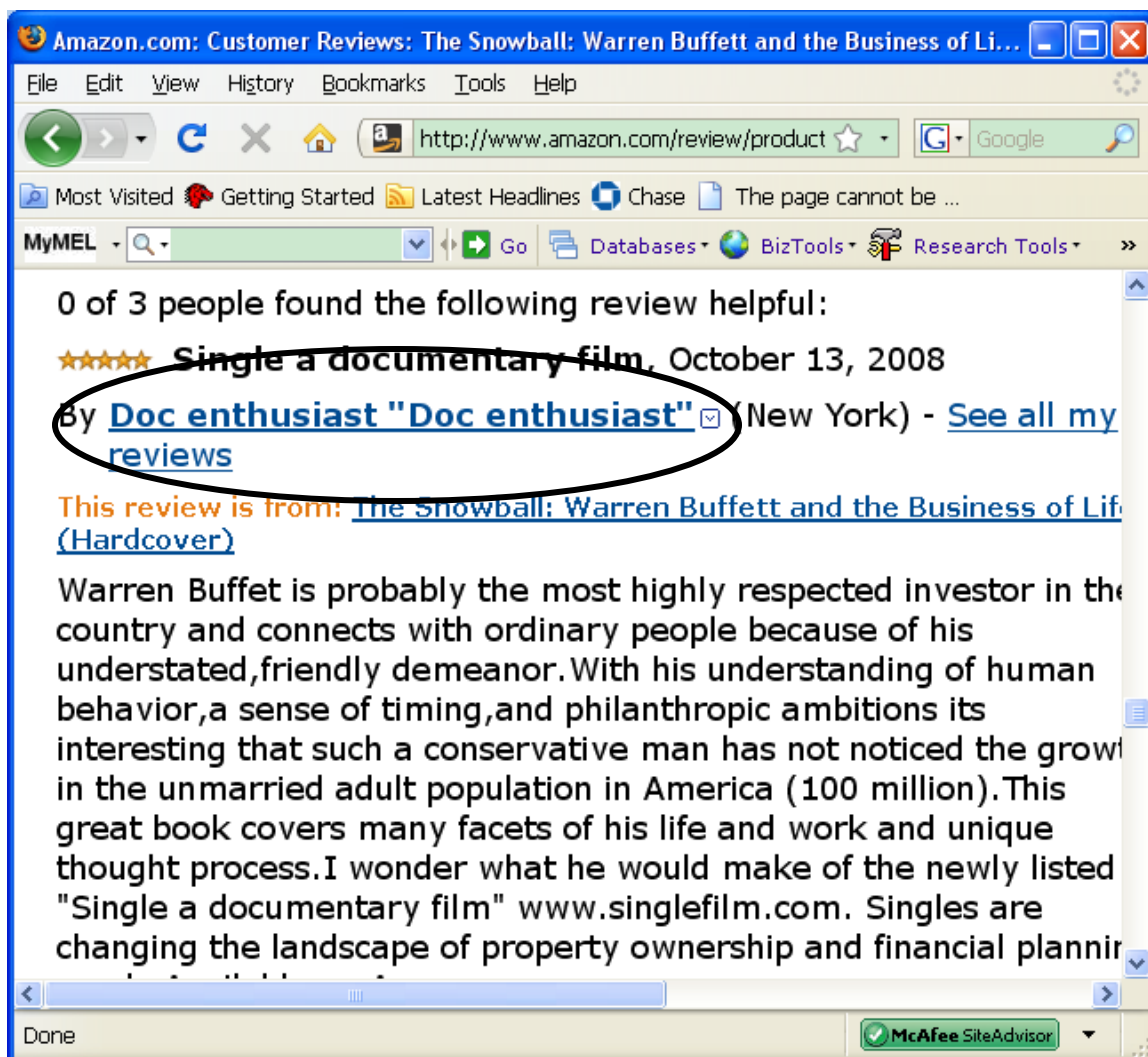 Amazon.com: Customer Reviews: The Snowball: Warren Buffett and the Business of Li...
File Edit View History Bookmarks Tools Help
http://www.amazon.com/review/product G Google
Most Visited Getting Started Latest Headlines Chase The page cannot be ...
MyMEL Go Databases BizTools Research Tools »
0 of 3 people found the following review helpful:
Single a documentary film, October 13, 2008
By Doc enthusiast "Doc enthusiast" (New York) - See all my
reviews
This review is from: The Snowball: Warren Buffett and the Business of Life
(Hardcover)
Warren Buffet is probably the most highly respected investor in the
country and connects with ordinary people because of his
understated,friendly demeanor.With his understanding of human
behavior,a sense of timing,and philanthropic ambitions its
interesting that such a conservative man has not noticed the growt
in the unmarried adult population in America (100 million).This
great book covers many facets of his life and work and unique
thought process.I wonder what he would make of the newly listed
"Single a documentary film" www.singlefilm.com. Singles are
changing the landscape of property ownership and financial plannin
Done McAfee SiteAdvisor